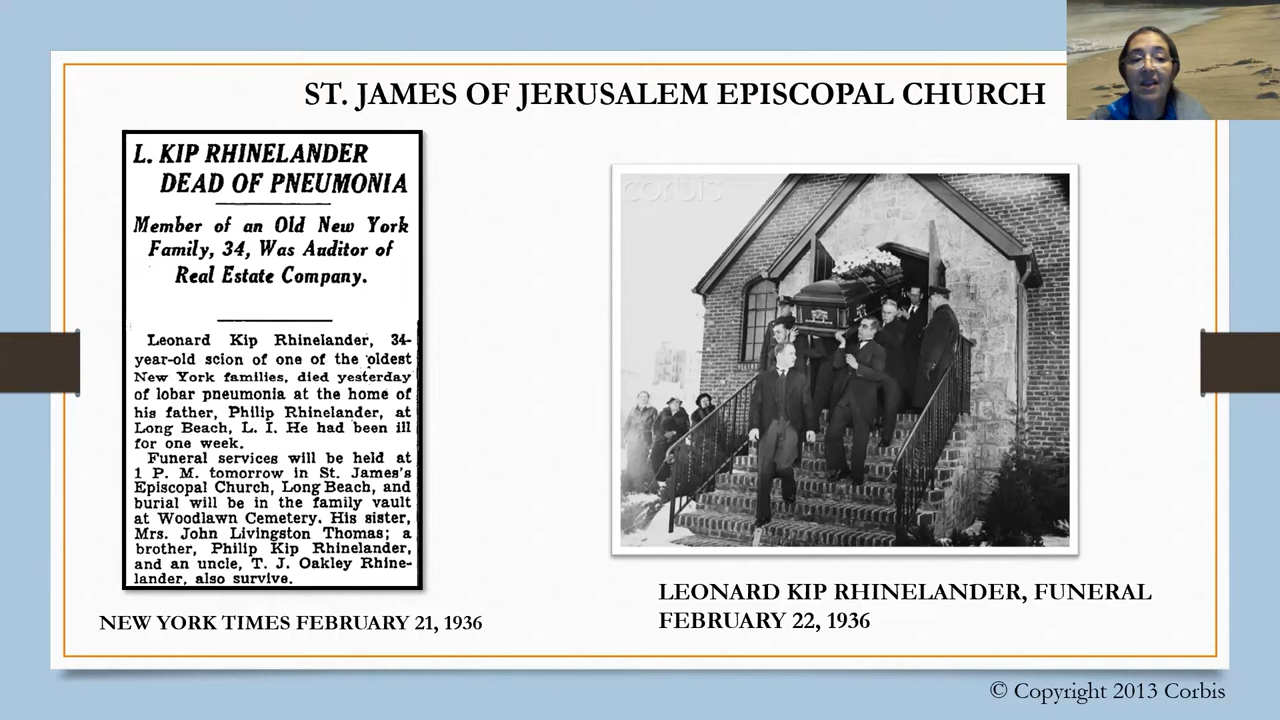 ST. JAMES OF JERUSALEM EPISCOPAL CHURCH
L. KIP RHINELANDER
DEAD OF PNEUMONIA
Member of an Old New York
Family, 34, Was Auditor of
Real Estate Company.
Leonard Kip Rhinelander, 34-
year-old scion of one of the oldest
New York families, died yesterday
of lobar pneumonia at the home of
his father, Philip Rhinelander, at
Long Beach, L. I. He had been ill
for one week.
Funeral services will be held at
1 P. M. tomorrow in St. James's
Episcopal Church, Long Beach, and
burial will be in the family vault
at Woodlawn Cemetery. His sister,
Mrs. John Livingston Thomas; a
brother, Philip Kip Rhinelander,
and an uncle, T. J. Oakley Rhine-
lander, also survive.
NEW YORK TIMES FEBRUARY 21, 1936
corbis
LEONARD KIP RHINELANDER, FUNERAL
FEBRUARY 22, 1936
© Copyright 2013 Corbis